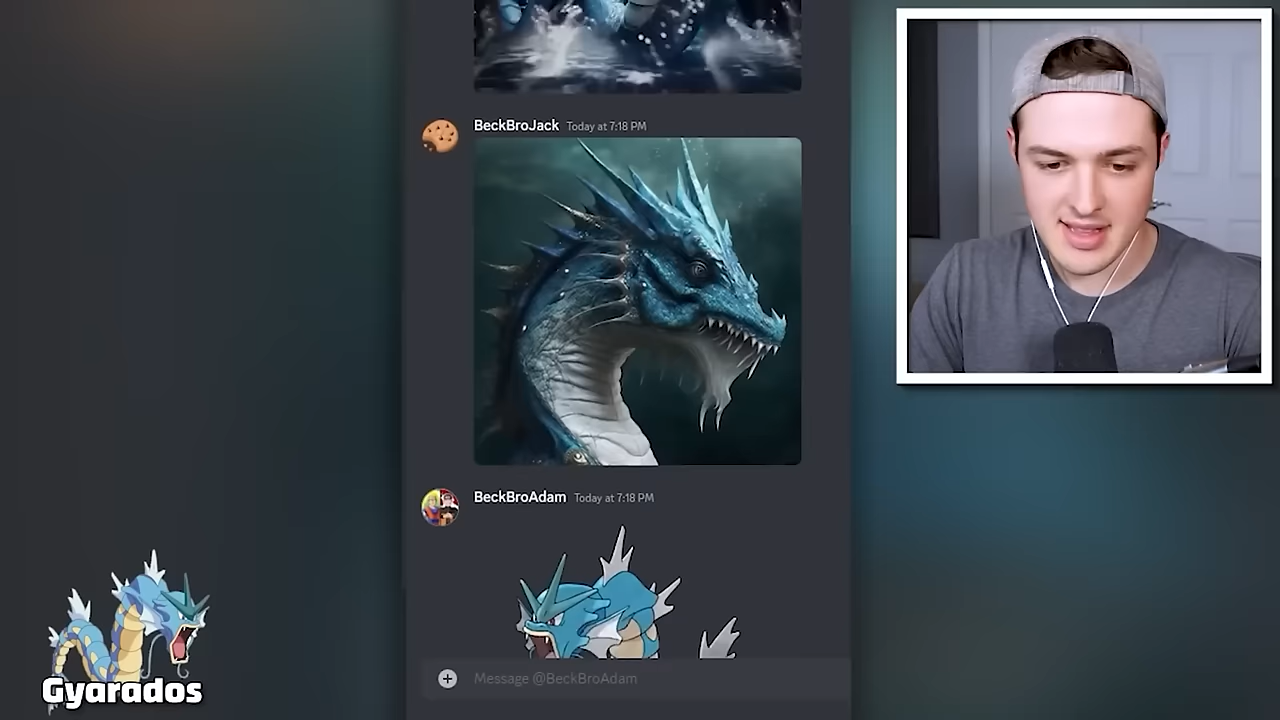 BeckBroJack Today at 7:18 PM
BeckBroAdam Today at 7:18 PM
Message @BeckBroAdam
Gyarados